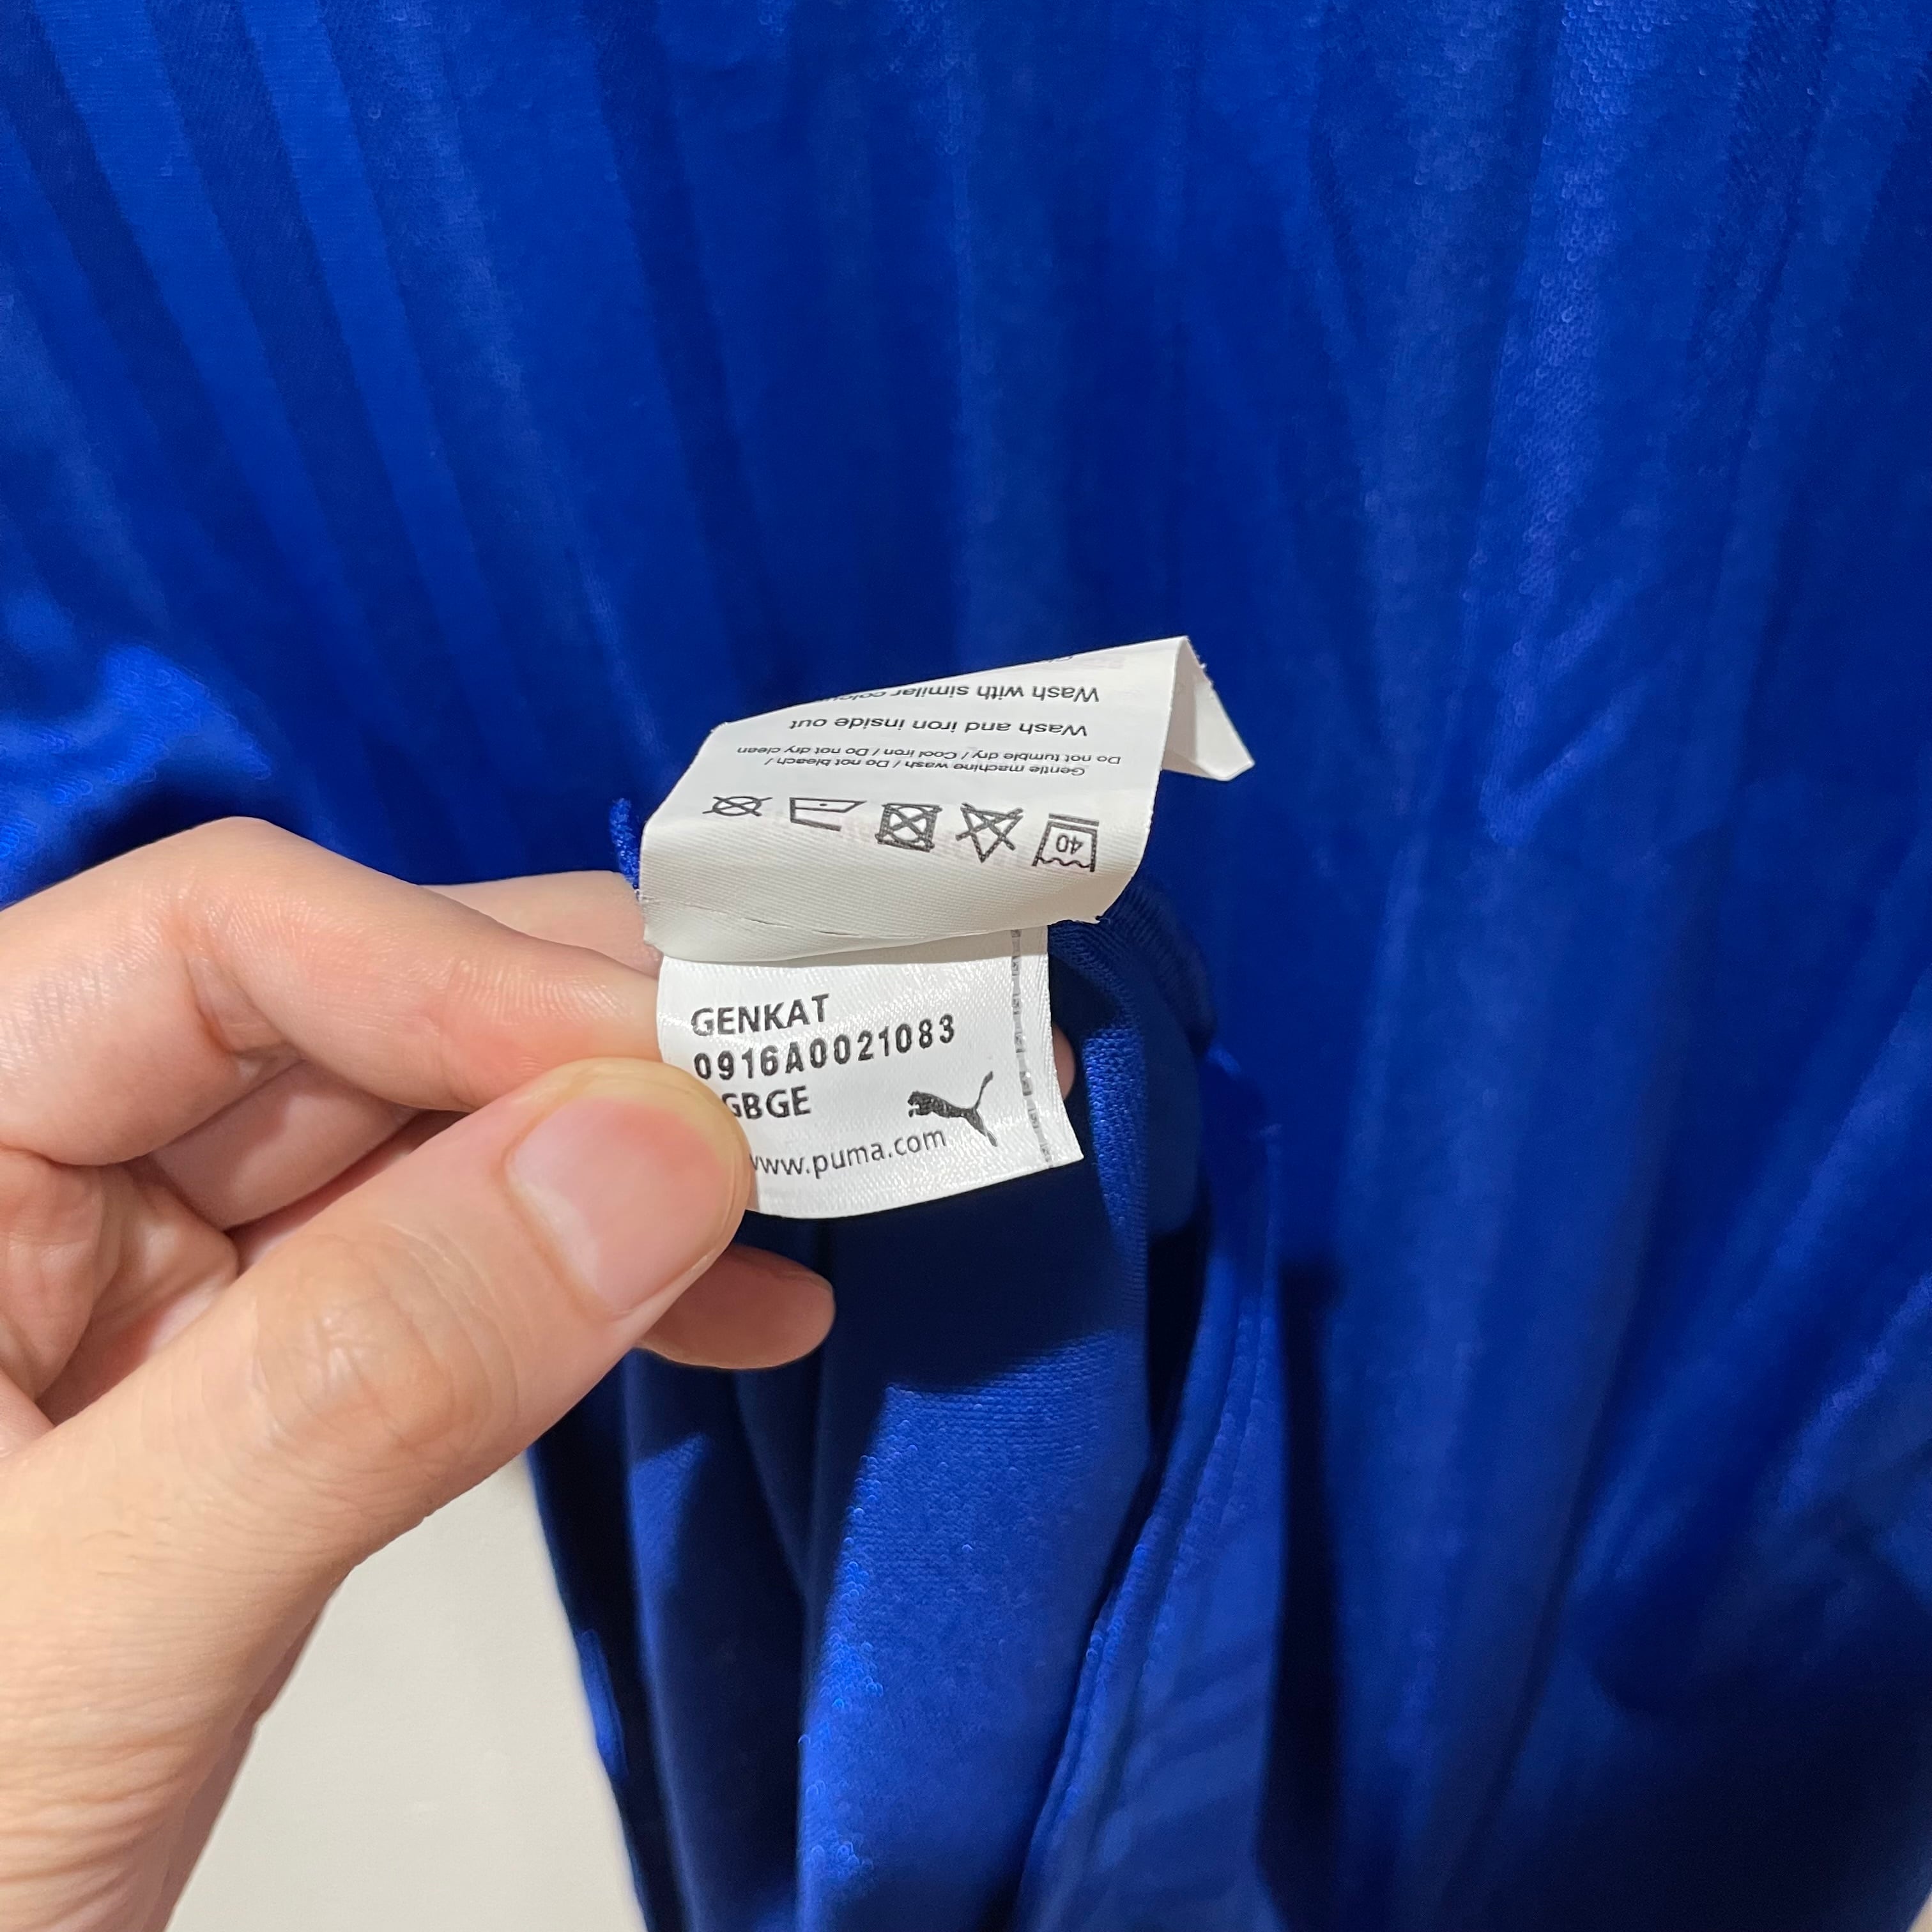 GENKAT
0916A0021083
GBGE
www.puma.com
40
Gentle machine wash / Do not bleach /
Do not tumble dry / Cool iron / Do not dry clean
Wash and iron inside out
Wash with similar